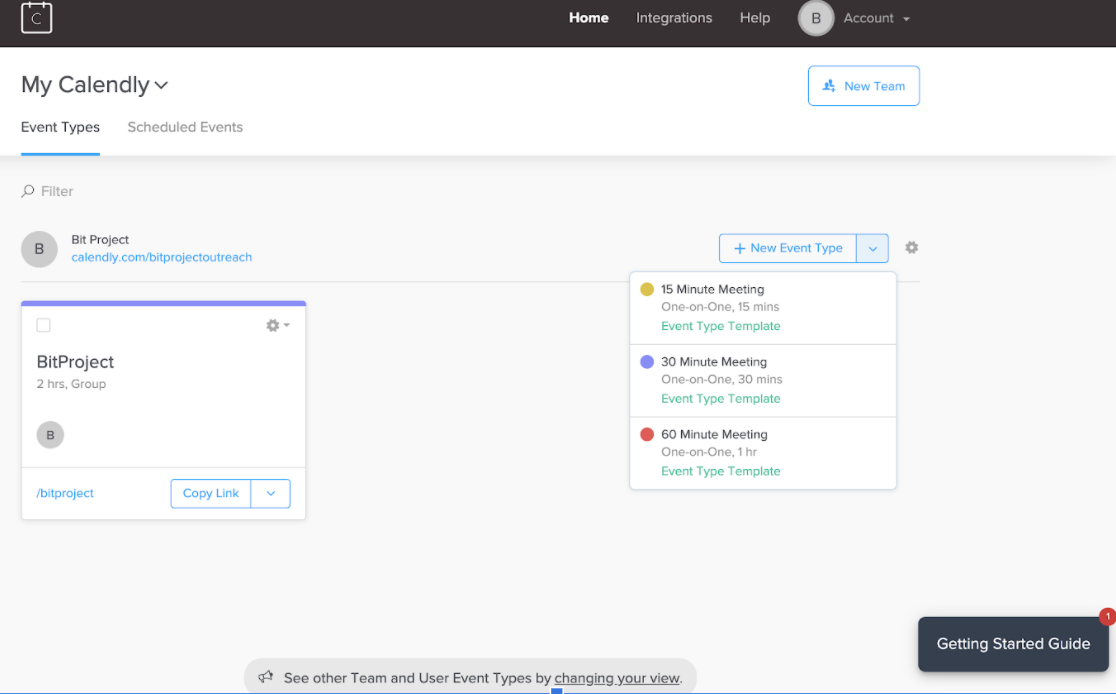 C
Home Integrations Help B Account
My Calendly
New Team
Event Types Scheduled Events
Filter
B
Bit Project
calendly.com/bitprojectoutreach
+ New Event Type
15 Minute Meeting
One-on-One, 15 mins
Event Type Template
30 Minute Meeting
One-on-One, 30 mins
Event Type Template
60 Minute Meeting
One-on-One, 1 hr
Event Type Template
BitProject
2 hrs, Group
B
/bitproject Copy Link
1
Getting Started Guide
See other Team and User Event Types by changing your view.